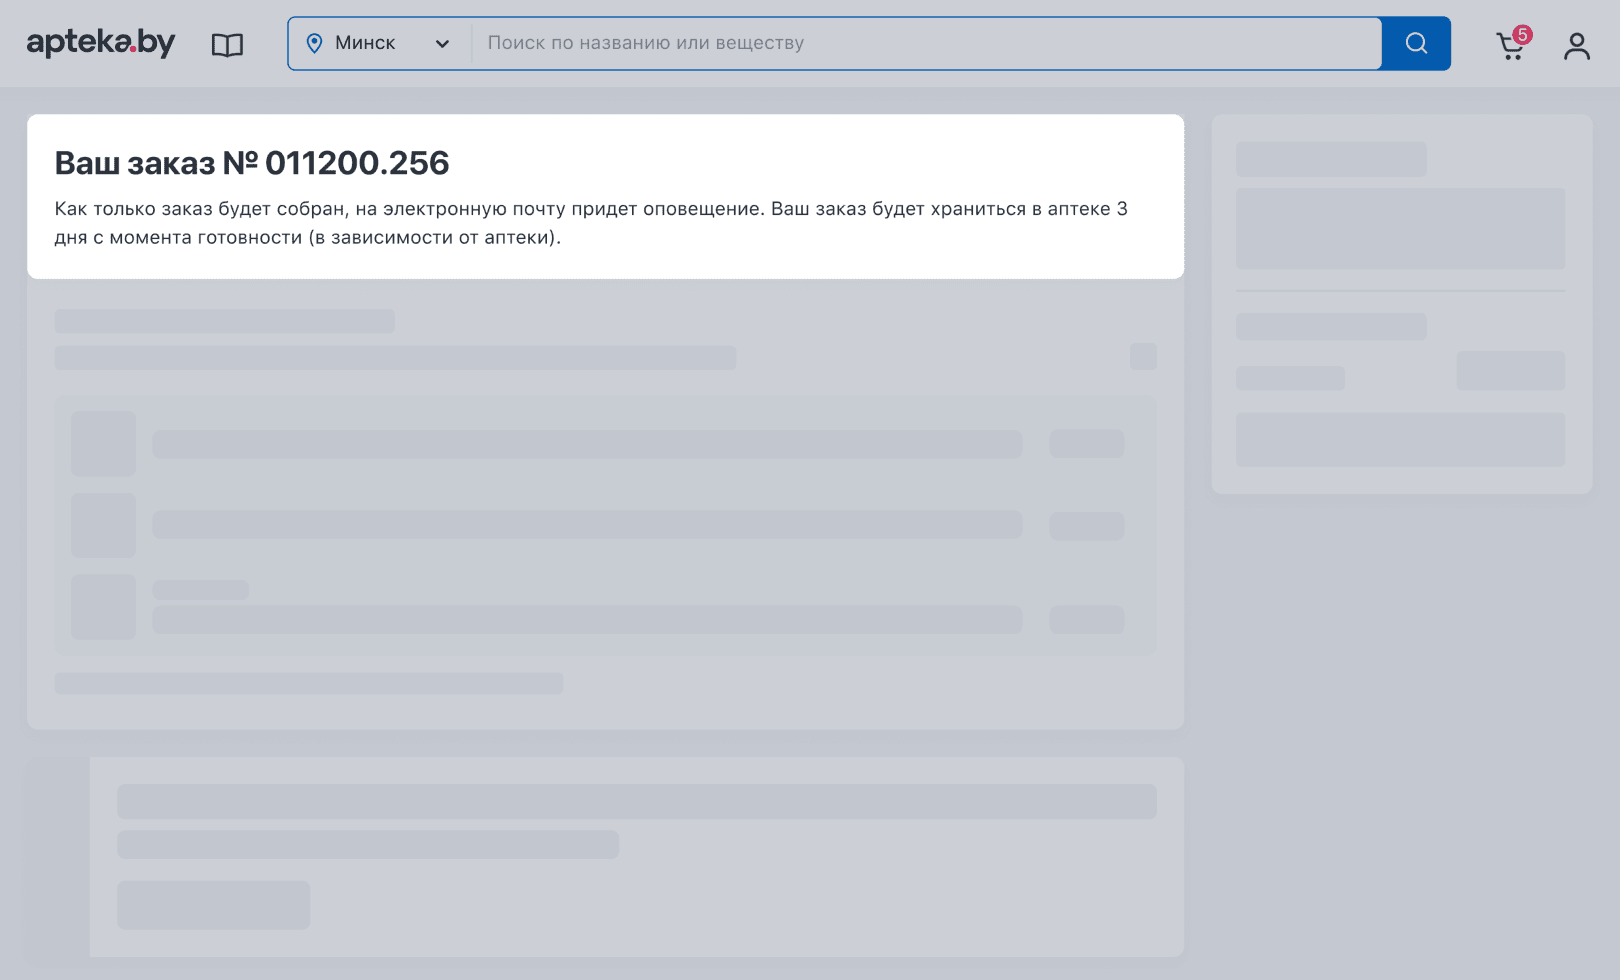 apteka.by
Минск
Поиск по названию или веществу
5
Ваш заказ № 011200.256
Как только заказ будет собран, на электронную почту придет оповещение. Ваш заказ будет храниться в аптеке 3
дня с момента готовности (в зависимости от аптеки).